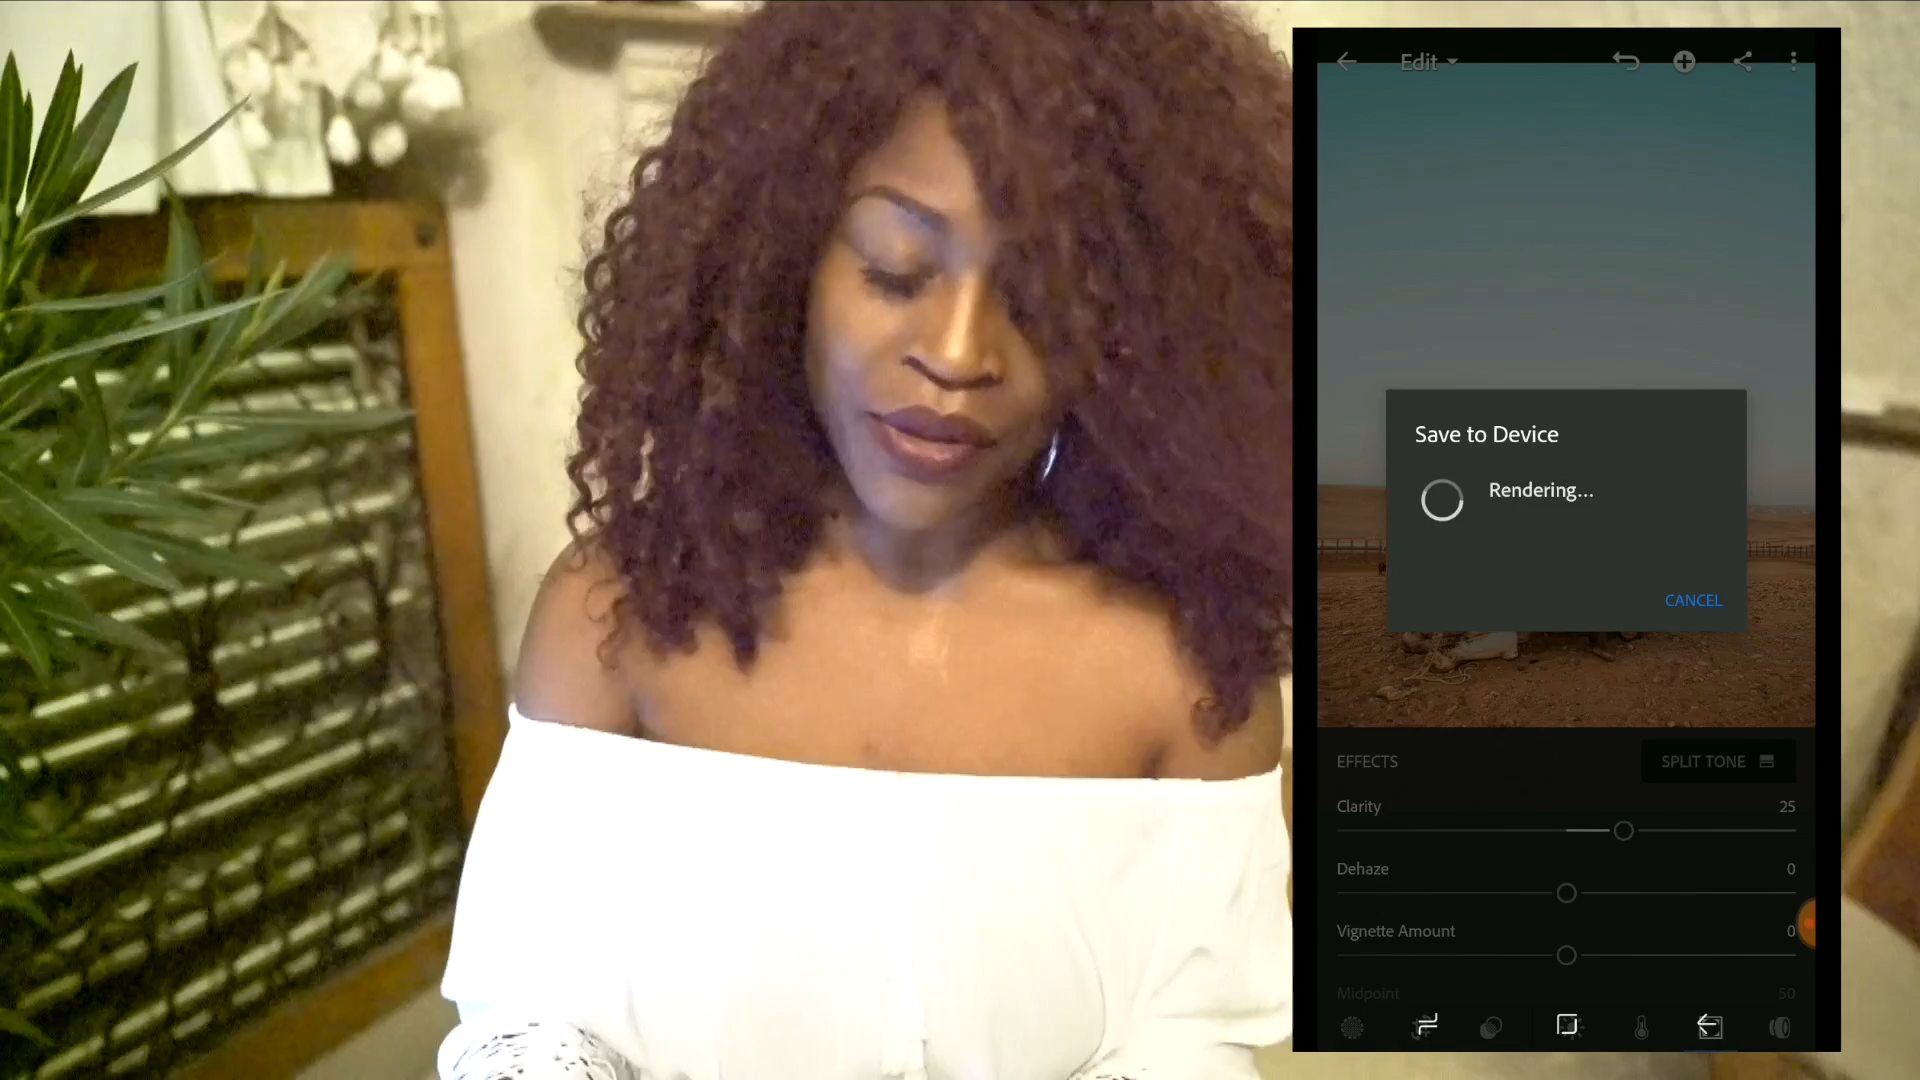 Edit
Save to Device
Rendering...
CANCEL
EFFECTS
SPLIT TONE
Clarity 25
Dehaze 0
Vignette Amount 0
Midpoint 50